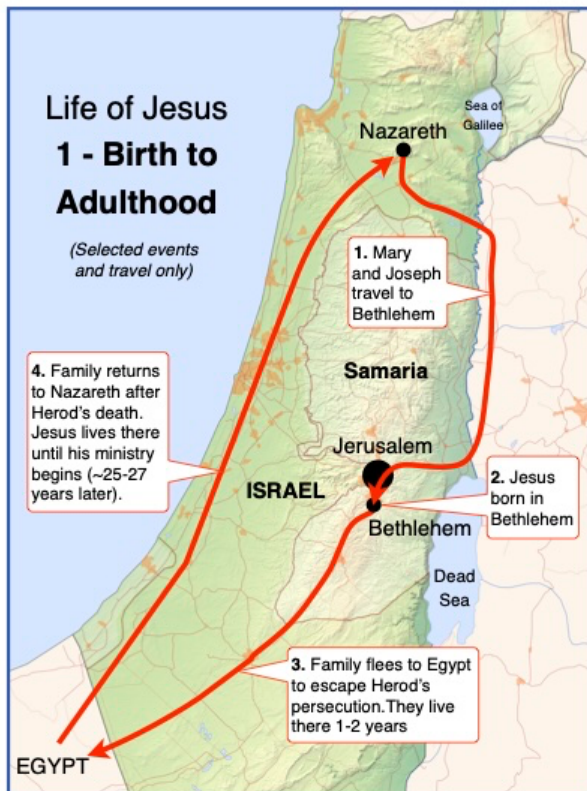 Life of Jesus
1 - Birth to
Adulthood
(Selected events
and travel only)
Sea of
Galilee
Nazareth
1. Mary
and Joseph
travel to
Bethlehem
4. Family returns
to Nazareth after
Herod's death.
Jesus lives there
until his ministry
begins (~25-27
years later).
Samaria
Jerusalem
ISRAEL
2. Jesus
born in
Bethlehem
Bethlehem
Dead
Sea
3. Family flees to Egypt
to escape Herod's
persecution.They live
there 1-2 years
EGYPT